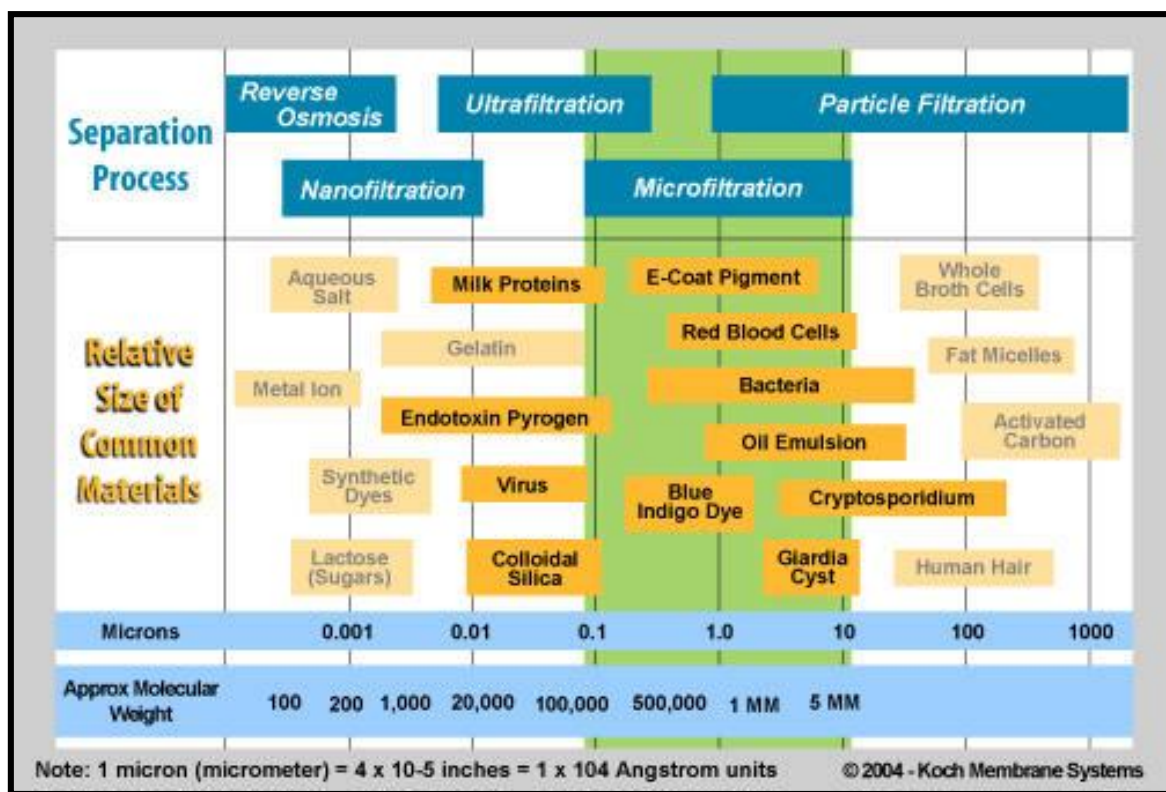 Reverse
Osmosis
Ultrafiltration
Particle Filtration
Separation
Process
Nanofiltration
Microfiltration
Aqueous
Salt
Milk Proteins
E-Coat Pigment
Whole
Broth Cells
Red Blood Cells
Gelatin
Fat Micelles
Relative
Size of
Common
Materials
Metal Ion
Bacteria
Endotoxin Pyrogen
Activated
Carbon
Oil Emulsion
Synthetic
Dyes
Virus
Blue
Indigo Dye
Cryptosporidium
Lactose
(Sugars)
Colloidal
Silica
Giardia
Cyst
Human Hair
Microns 0.001 0.01 0.1 1.0 10 100 1000
Approx Molecular
Weight
100 200 1,000 20,000 100,000 500,000 1 MM 5 MM
Note: 1 micron (micrometer) = 4 x 10-5 inches = 1 x 104 Angstrom units
© 2004 - Koch Membrane Systems